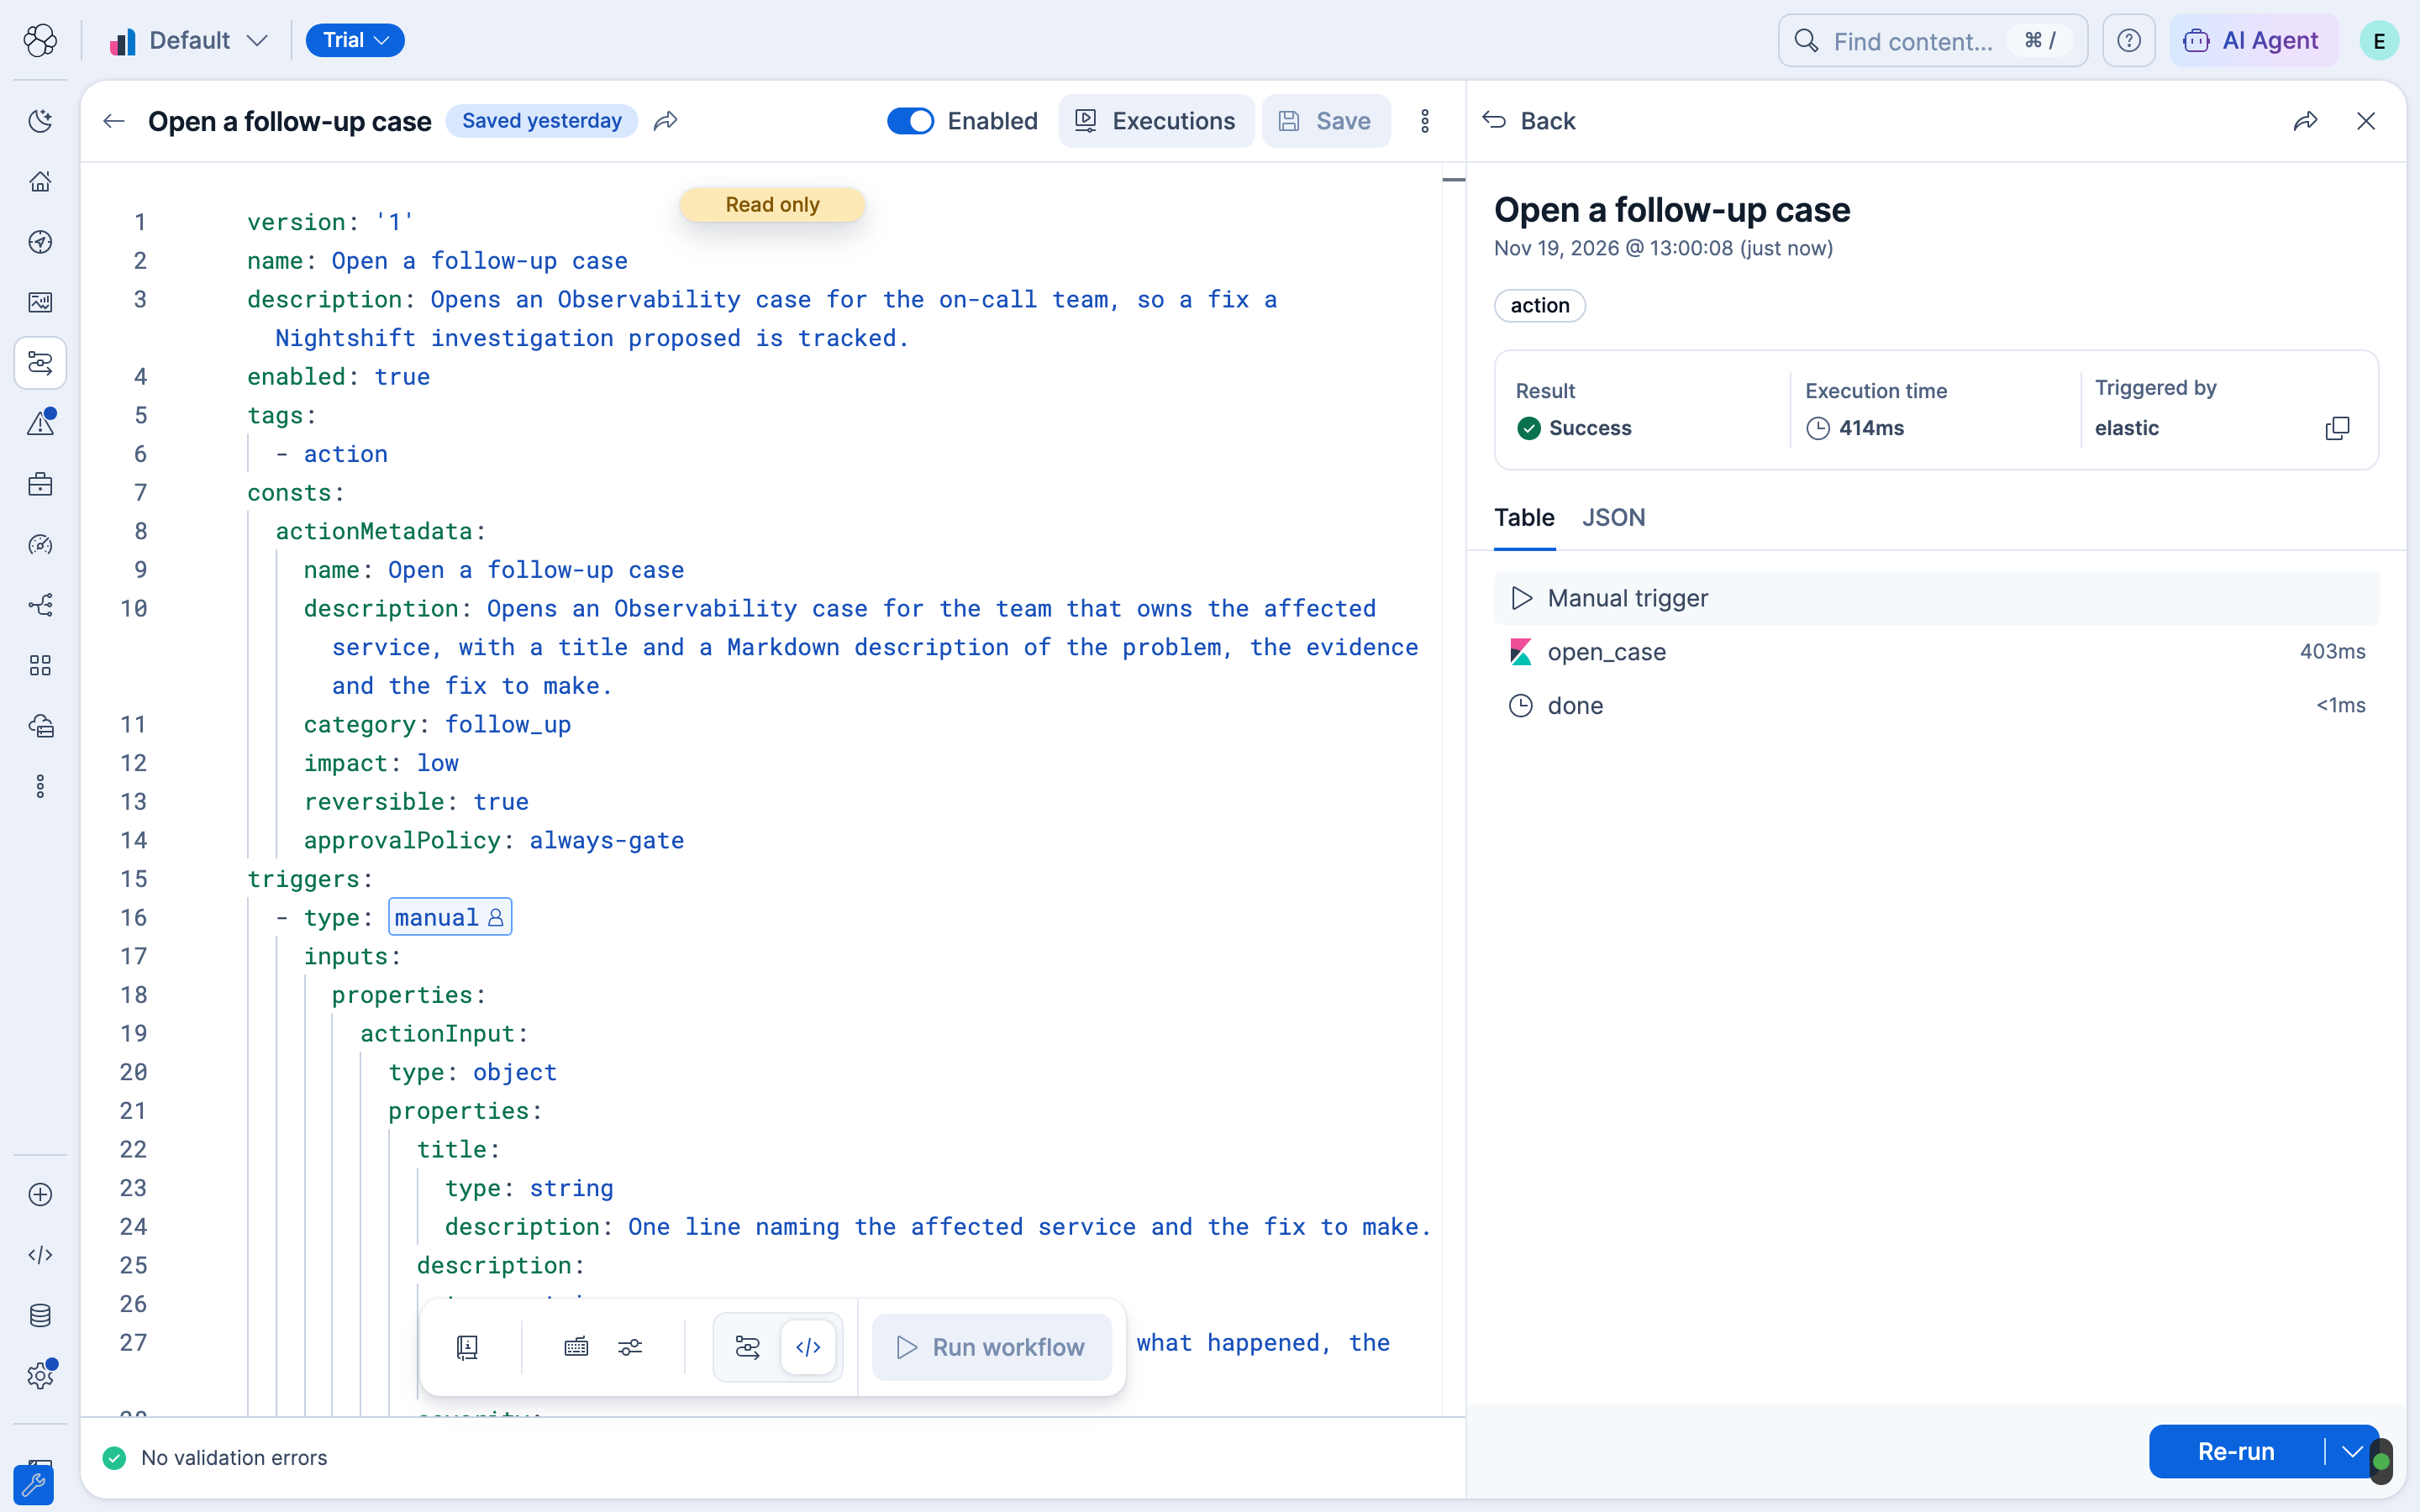 Default
Trial
Find content...
⌘ /
AI Agent
E
Open a follow-up case
Saved yesterday
Enabled
Executions
Save
Read only
1 version: '1'
2 name: Open a follow-up case
3 description: Opens an Observability case for the on-call team, so a fix a
Nightshift investigation proposed is tracked.
4 enabled: true
5 tags:
6 - action
7 consts:
8 actionMetadata:
9 name: Open a follow-up case
10 description: Opens an Observability case for the team that owns the affected
service, with a title and a Markdown description of the problem, the evidence
and the fix to make.
11 category: follow_up
12 impact: low
13 reversible: true
14 approvalPolicy: always-gate
15 triggers:
16 - type: manual
17 inputs:
18 properties:
19 actionInput:
20 type: object
21 properties:
22 title:
23 type: string
24 description: One line naming the affected service and the fix to make.
25 description:
26
27 what happened, the
Run workflow
No validation errors
Back
Open a follow-up case
Nov 19, 2026 @ 13:00:08 (just now)
action
Result
Success
Execution time
414ms
Triggered by
elastic
Table
JSON
Manual trigger
open_case 403ms
done <1ms
Re-run